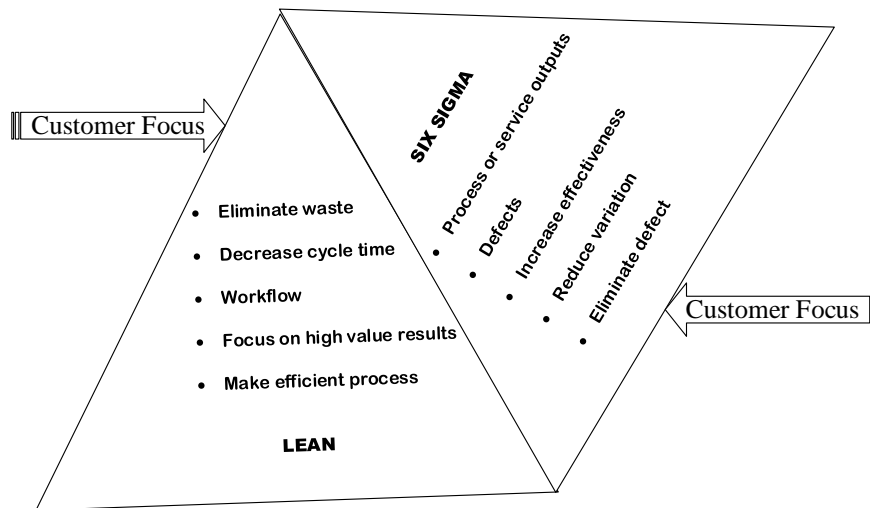 Customer Focus
• Eliminate waste
• Decrease cycle time
• Workflow
• Focus on high value results
• Make efficient process
LEAN
SIX SIGMA
• Process or service outputs
• Defects
• Increase effectiveness
• Reduce variation
• Eliminate defect
Customer Focus